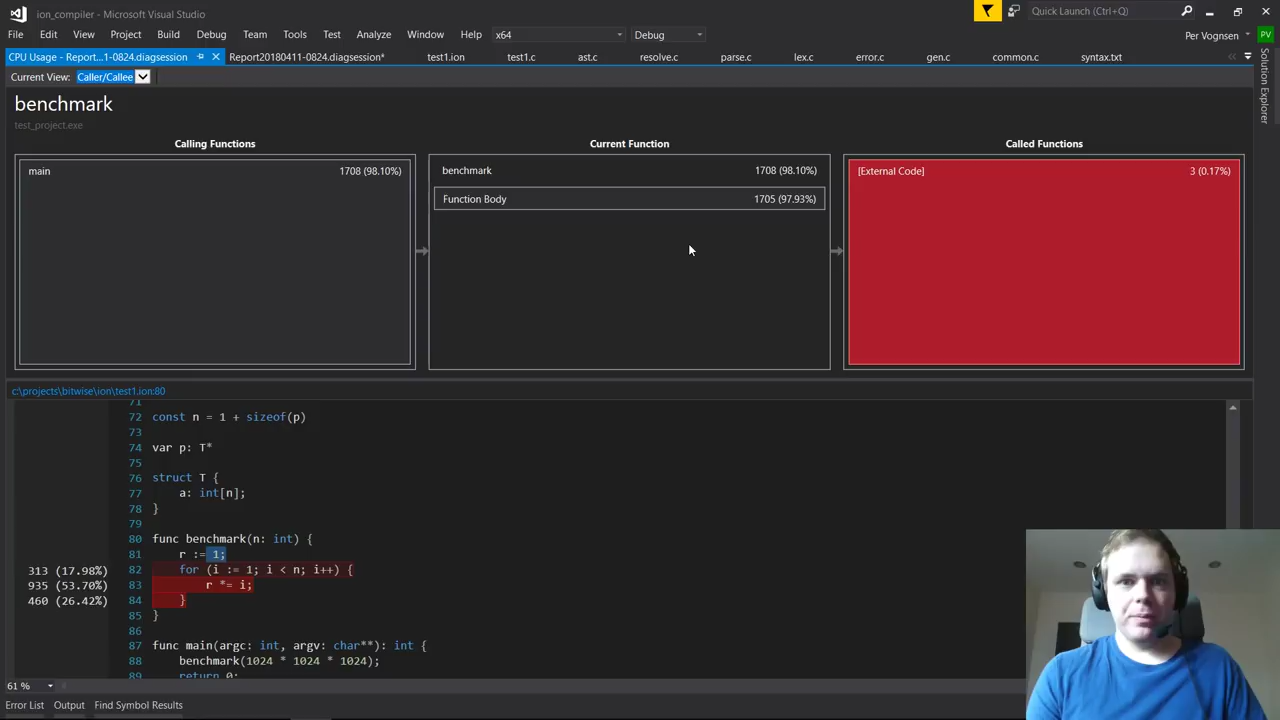 ion_compiler - Microsoft Visual Studio
Quick Launch (Ctrl+Q)
File Edit View Project Build Debug Team Tools Test Analyze Window Help x64 Debug Per Vognsen PV
CPU Usage - Report...1-0824.diagsession Report20180411-0824.diagsession* test1.ion test1.c ast.c resolve.c parse.c lex.c error.c gen.c common.c syntax.txt
Current View: Caller/Callee
Solution Explorer
benchmark
test_project.exe
Calling Functions Current Function Called Functions
main 1708 (98.10%) benchmark 1708 (98.10%) [External Code] 3 (0.17%)
Function Body 1705 (97.93%)
c:\projects\bitwise\ion\test1.ion:80
71
72 const n = 1 + sizeof(p)
73
74 var p: T*
75
76 struct T {
77 a: int[n];
78 }
79
80 func benchmark(n: int) {
81 r := 1;
313 (17.98%) 82 for (i := 1; i < n; i++) {
935 (53.70%) 83 r *= i;
460 (26.42%) 84 }
85 }
86
87 func main(argc: int, argv: char**): int {
88 benchmark(1024 * 1024 * 1024);
89 return 0;
61 %
Error List Output Find Symbol Results